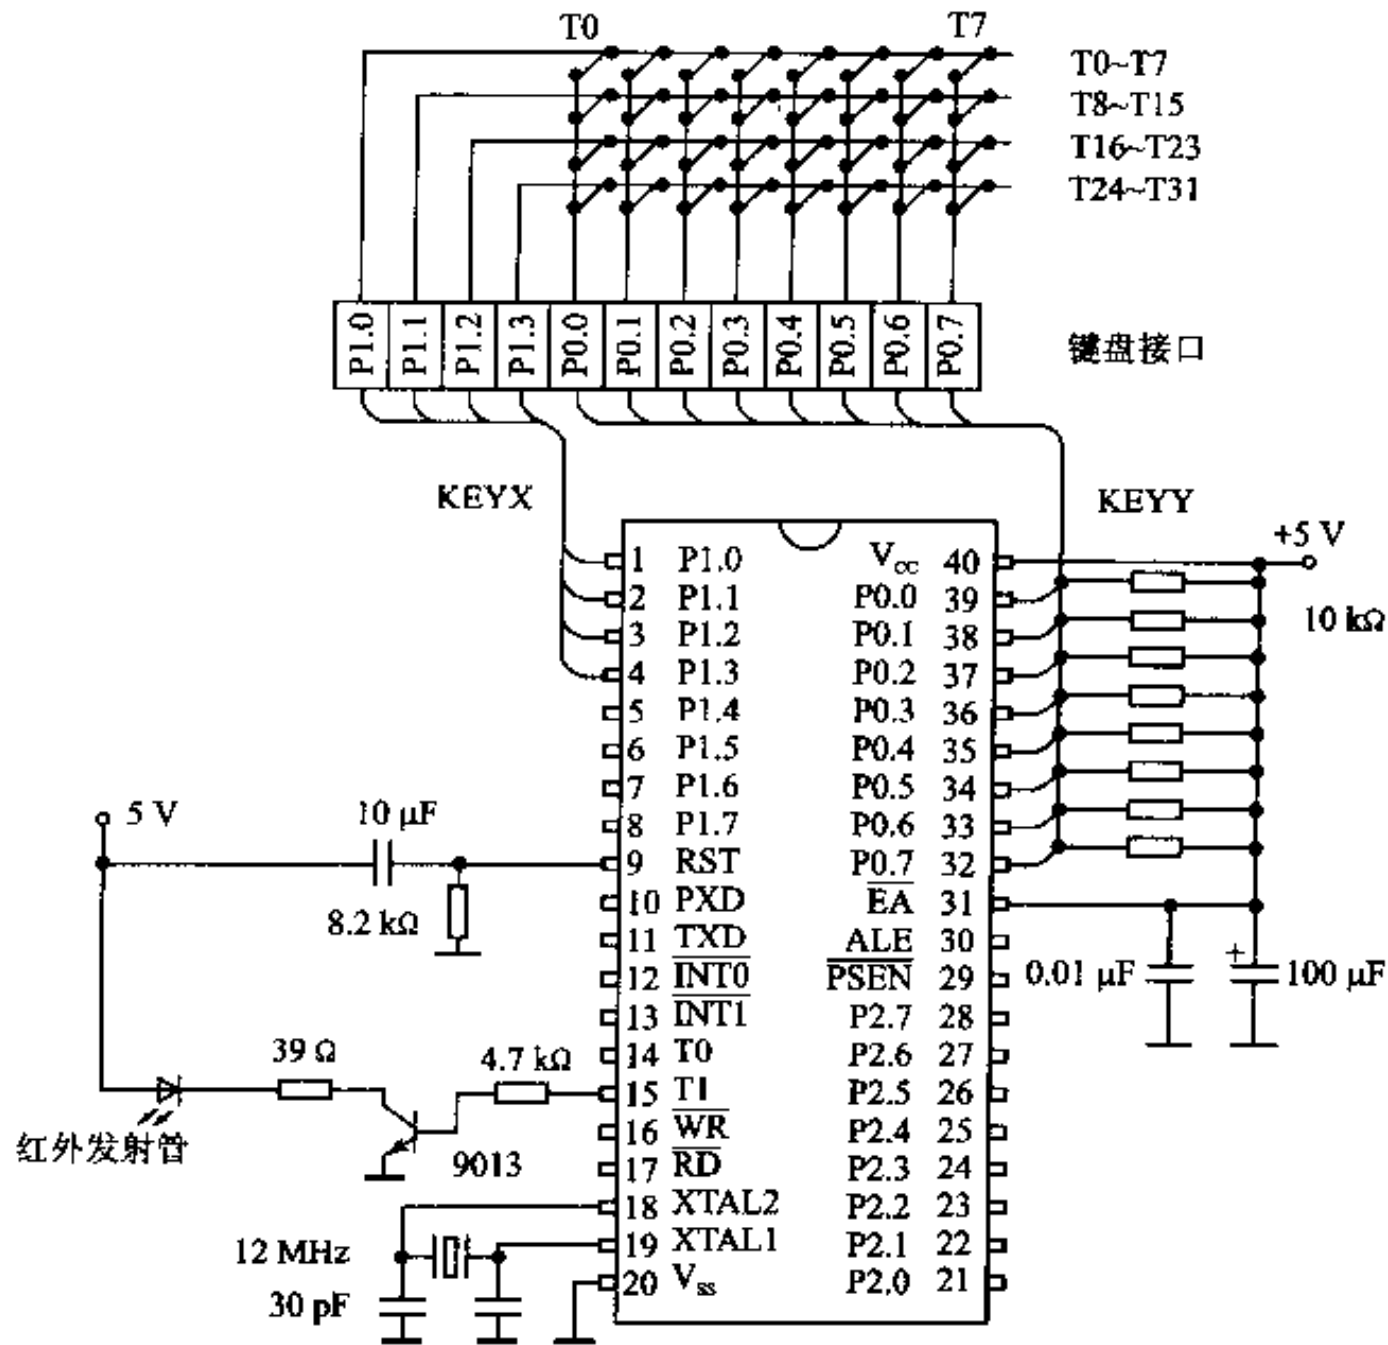 T0 T7
T0~T7
T8~T15
T16~T23
T24~T31
P1.0 P1.1 P1.2 P1.3 P0.0 P0.1 P0.2 P0.3 P0.4 P0.5 P0.6 P0.7
键盘接口
KEYX
KEYY
+5 V
10 kΩ
1 P1.0 Vcc 40
2 P1.1 P0.0 39
3 P1.2 P0.1 38
4 P1.3 P0.2 37
5 P1.4 P0.3 36
6 P1.5 P0.4 35
7 P1.6 P0.5 34
8 P1.7 P0.6 33
9 RST P0.7 32
10 PXD EA 31
11 TXD ALE 30
12 INT0 PSEN 29
13 INT1 P2.7 28
14 T0 P2.6 27
15 T1 P2.5 26
16 WR P2.4 25
17 RD P2.3 24
18 XTAL2 P2.2 23
19 XTAL1 P2.1 22
20 Vss P2.0 21
5 V
10 μF
8.2 kΩ
0.01 μF
+
100 μF
39 Ω
4.7 kΩ
红外发射管
9013
12 MHz
30 pF